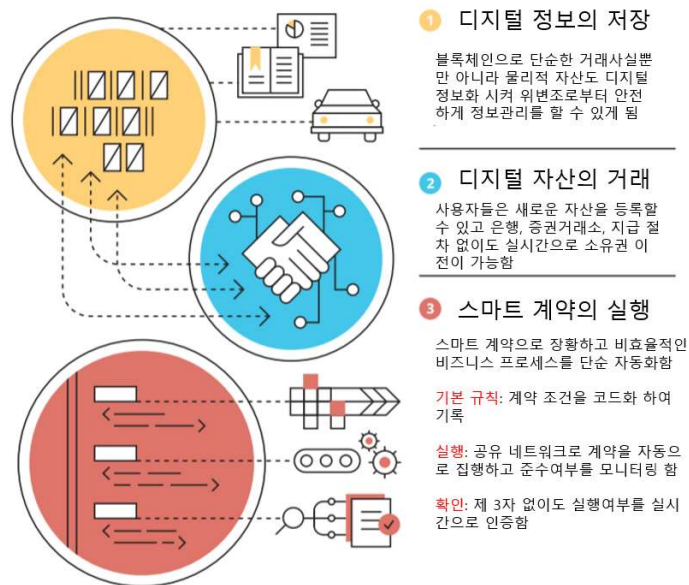 1 디지털 정보의 저장
블록체인으로 단순한 거래사실뿐
만 아니라 물리적 자산도 디지털
정보화 시켜 위변조로부터 안전
하게 정보관리를 할 수 있게 됨
2 디지털 자산의 거래
사용자들은 새로운 자산을 등록할
수 있고 은행, 증권거래소, 지급 절
차 없이도 실시간으로 소유권 이
전이 가능함
3 스마트 계약의 실행
스마트 계약으로 장황하고 비효율적인
비즈니스 프로세스를 단순 자동화함
기본 규칙: 계약 조건을 코드화 하여
기록
실행: 공유 네트워크로 계약을 자동으
로 집행하고 준수여부를 모니터링 함
확인: 제 3자 없이도 실행여부를 실시
간으로 인증함